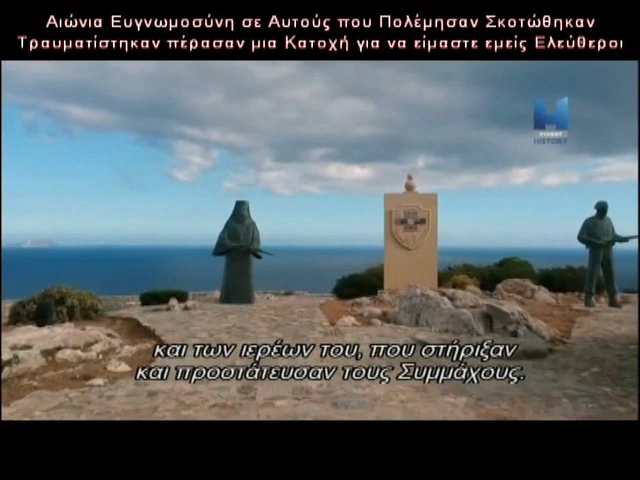 Αιώνια Ευγνωμοσύνη σε Αυτούς που Πολέμησαν Σκοτώθηκαν
Τραυματίστηκαν πέρασαν μια Κατοχή για να είμαστε εμείς Ελεύθεροι
VIASAT
HISTORY
και των ιερέων του, που στήριξαν
και προστάτευσαν τους Συμμάχους.